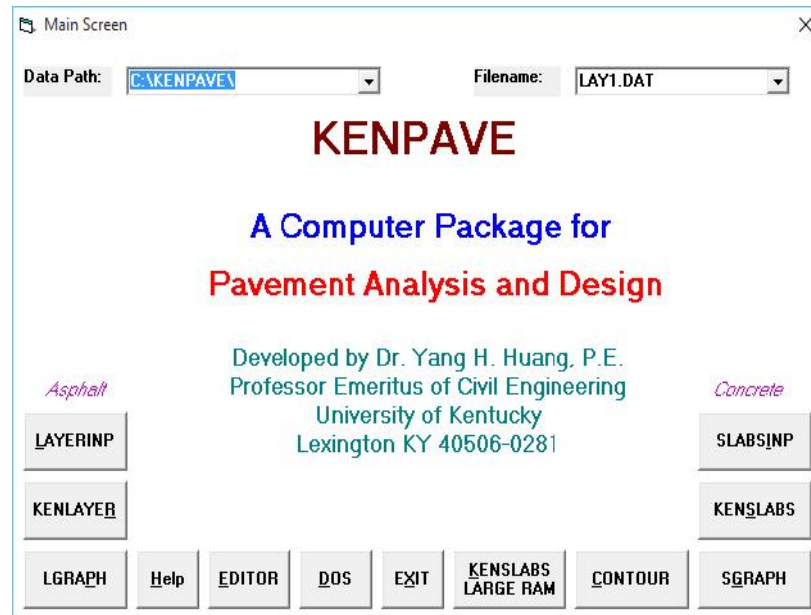 Main Screen
Data Path: C:\KENPAVE\ Filename: LAY1.DAT
KENPAVE
A Computer Package for
Pavement Analysis and Design
Developed by Dr. Yang H. Huang, P.E.
Professor Emeritus of Civil Engineering
University of Kentucky
Lexington KY 40506-0281
Asphalt
Concrete
LAYERINP
SLABSINP
KENLAYER
KENSLABS
LGRAPH
Help
EDITOR
DOS
EXIT
KENSLABS
LARGE RAM
CONTOUR
SGRAPH